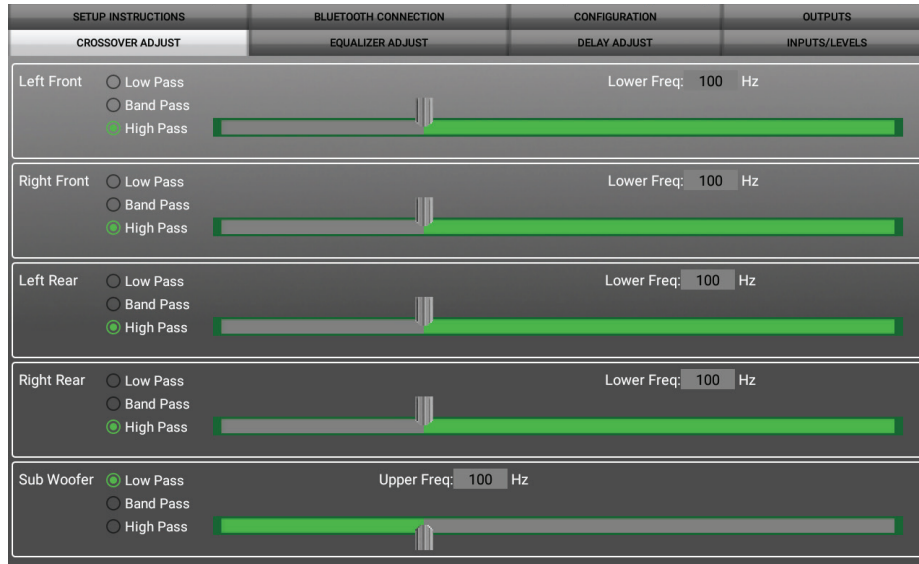 SETUP INSTRUCTIONS BLUETOOTH CONNECTION CONFIGURATION OUTPUTS
CROSSOVER ADJUST EQUALIZER ADJUST DELAY ADJUST INPUTS/LEVELS
Left Front Low Pass Lower Freq: 100 Hz
Band Pass
High Pass
Right Front Low Pass Lower Freq: 100 Hz
Band Pass
High Pass
Left Rear Low Pass Lower Freq: 100 Hz
Band Pass
High Pass
Right Rear Low Pass Lower Freq: 100 Hz
Band Pass
High Pass
Sub Woofer Low Pass Upper Freq: 100 Hz
Band Pass
High Pass